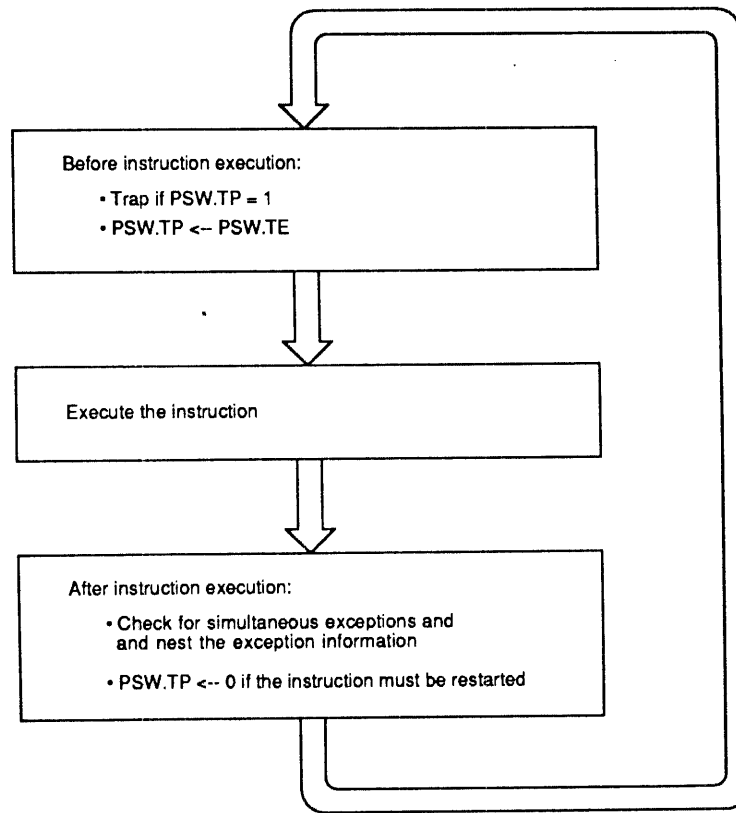 Before instruction execution:
• Trap if PSW.TP = 1
• PSW.TP <-- PSW.TE
Execute the instruction
After instruction execution:
• Check for simultaneous exceptions and
and nest the exception information
• PSW.TP <-- 0 if the instruction must be restarted